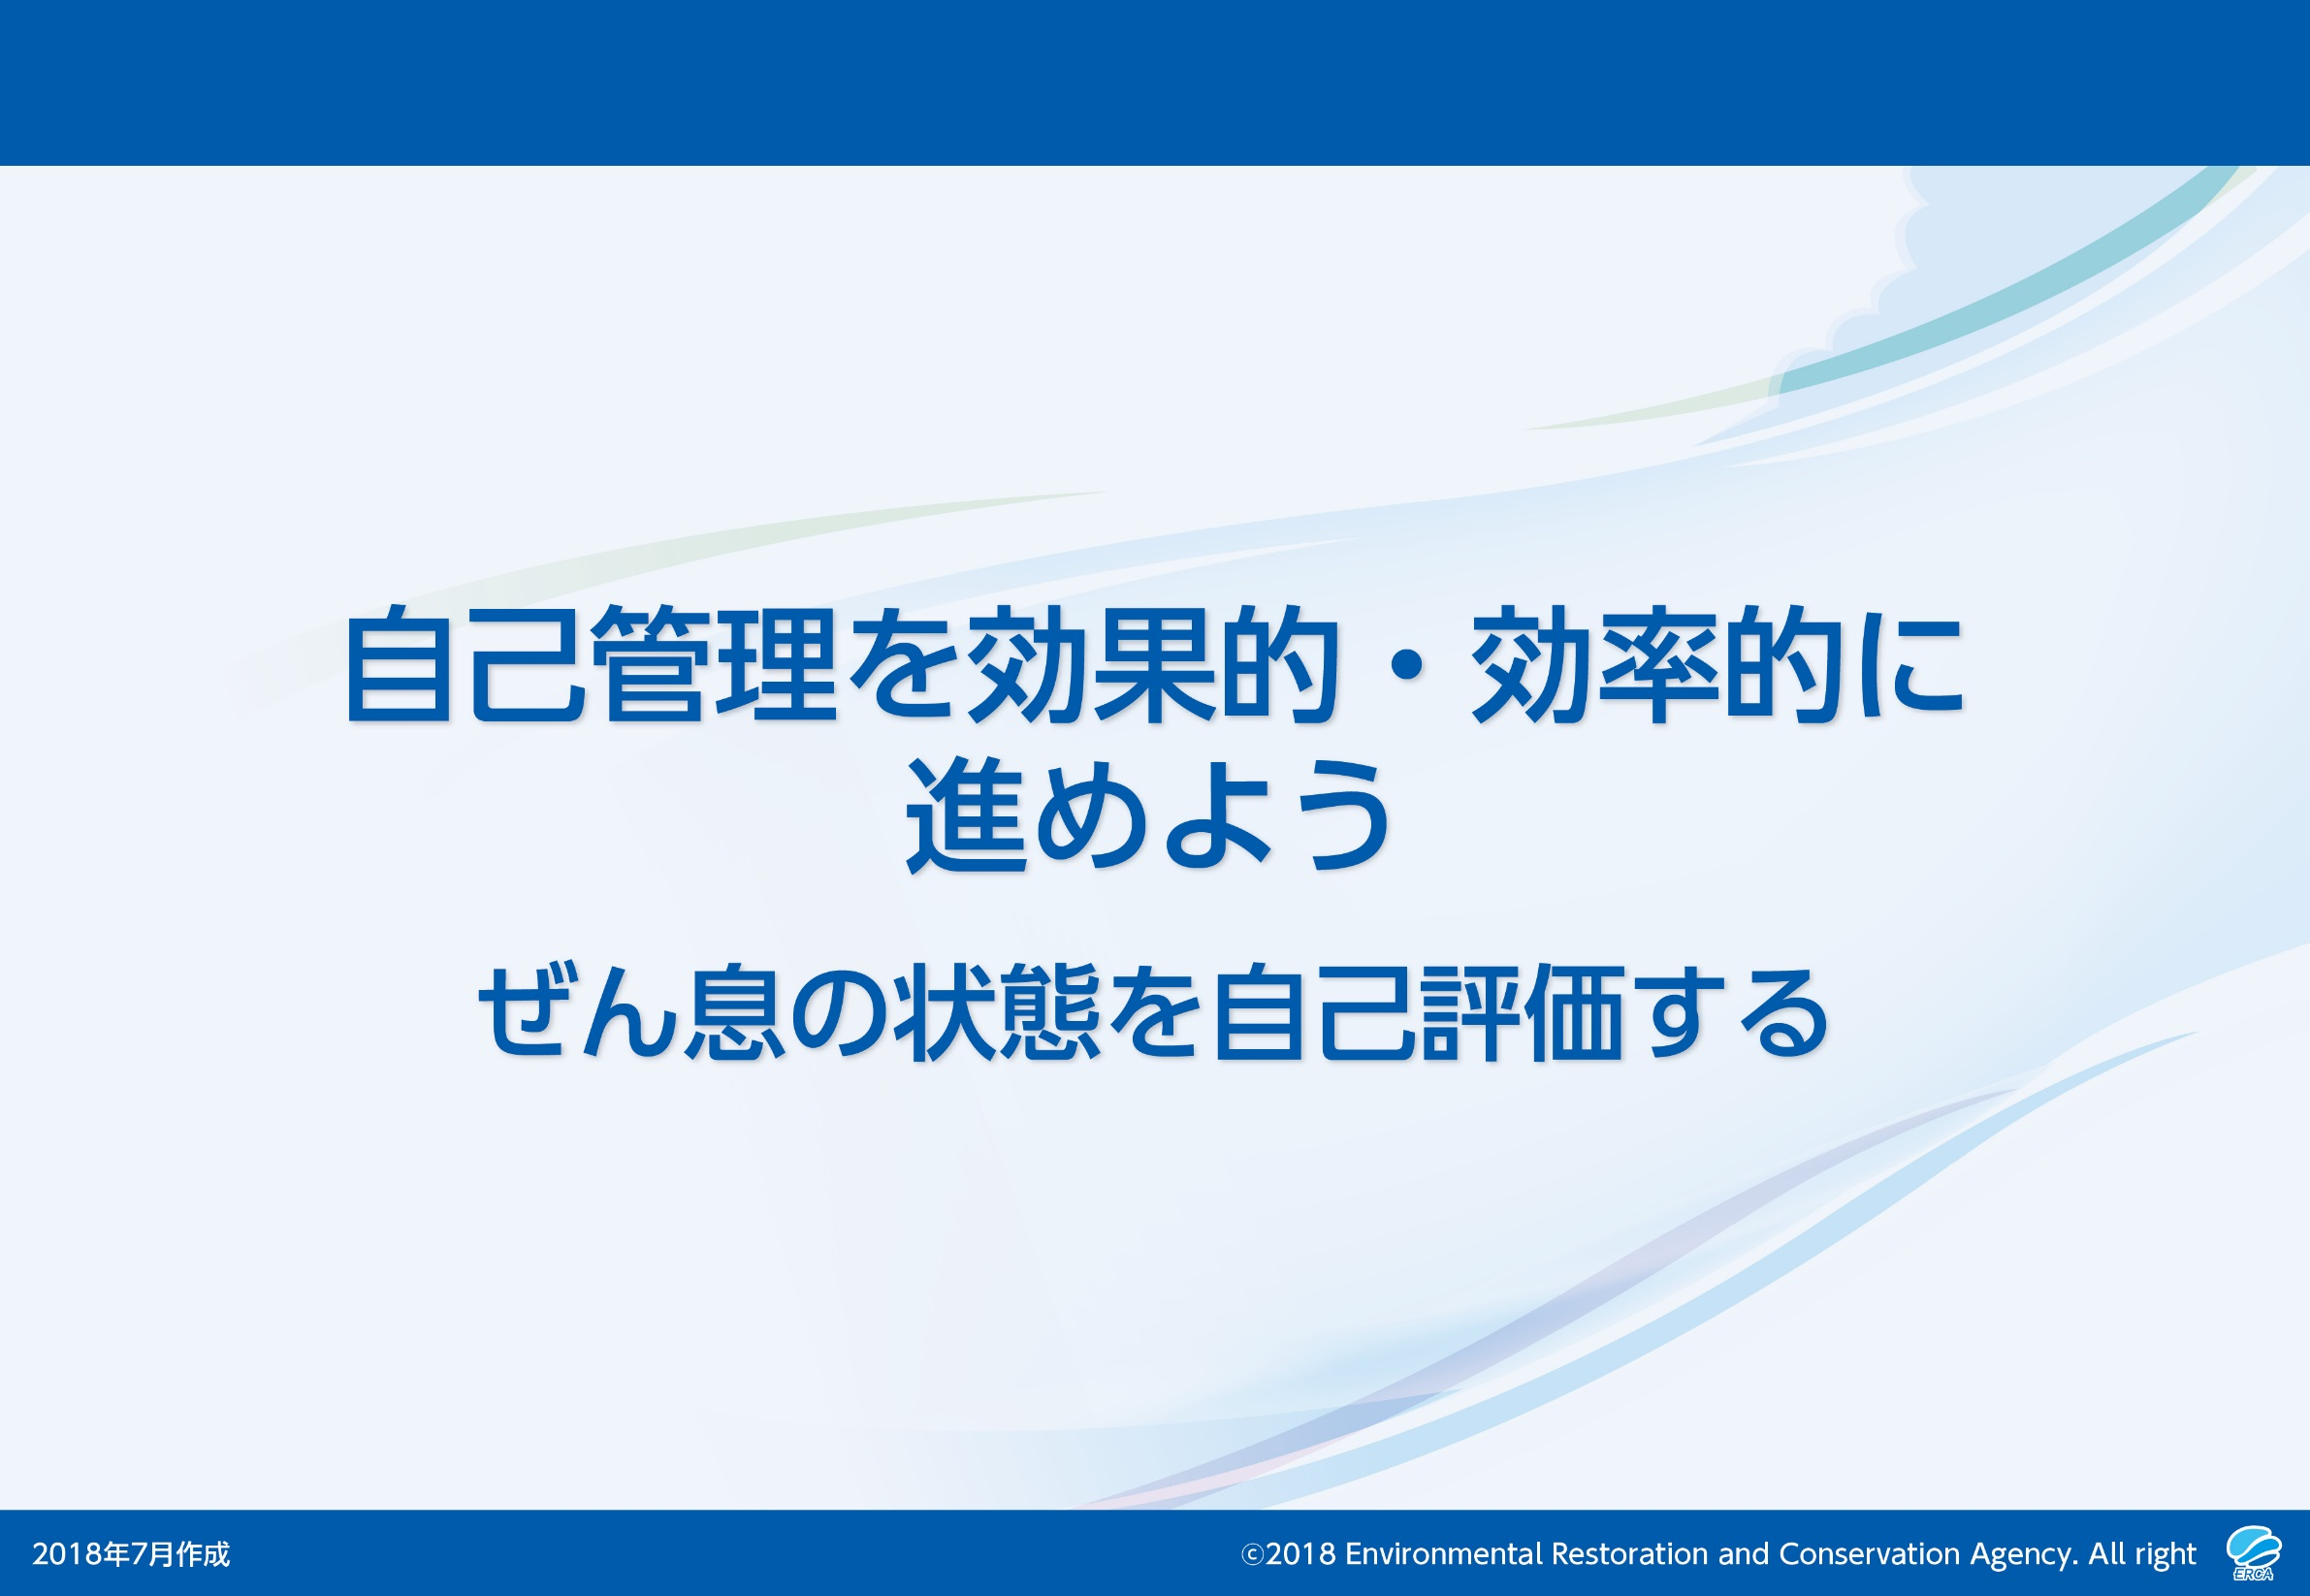 自己管理を効果的・効率的に
進めよう
ぜん息の状態を自己評価する
2018年7月作成
©2018 Environmental Restoration and Conservation Agency. All right
ERCA